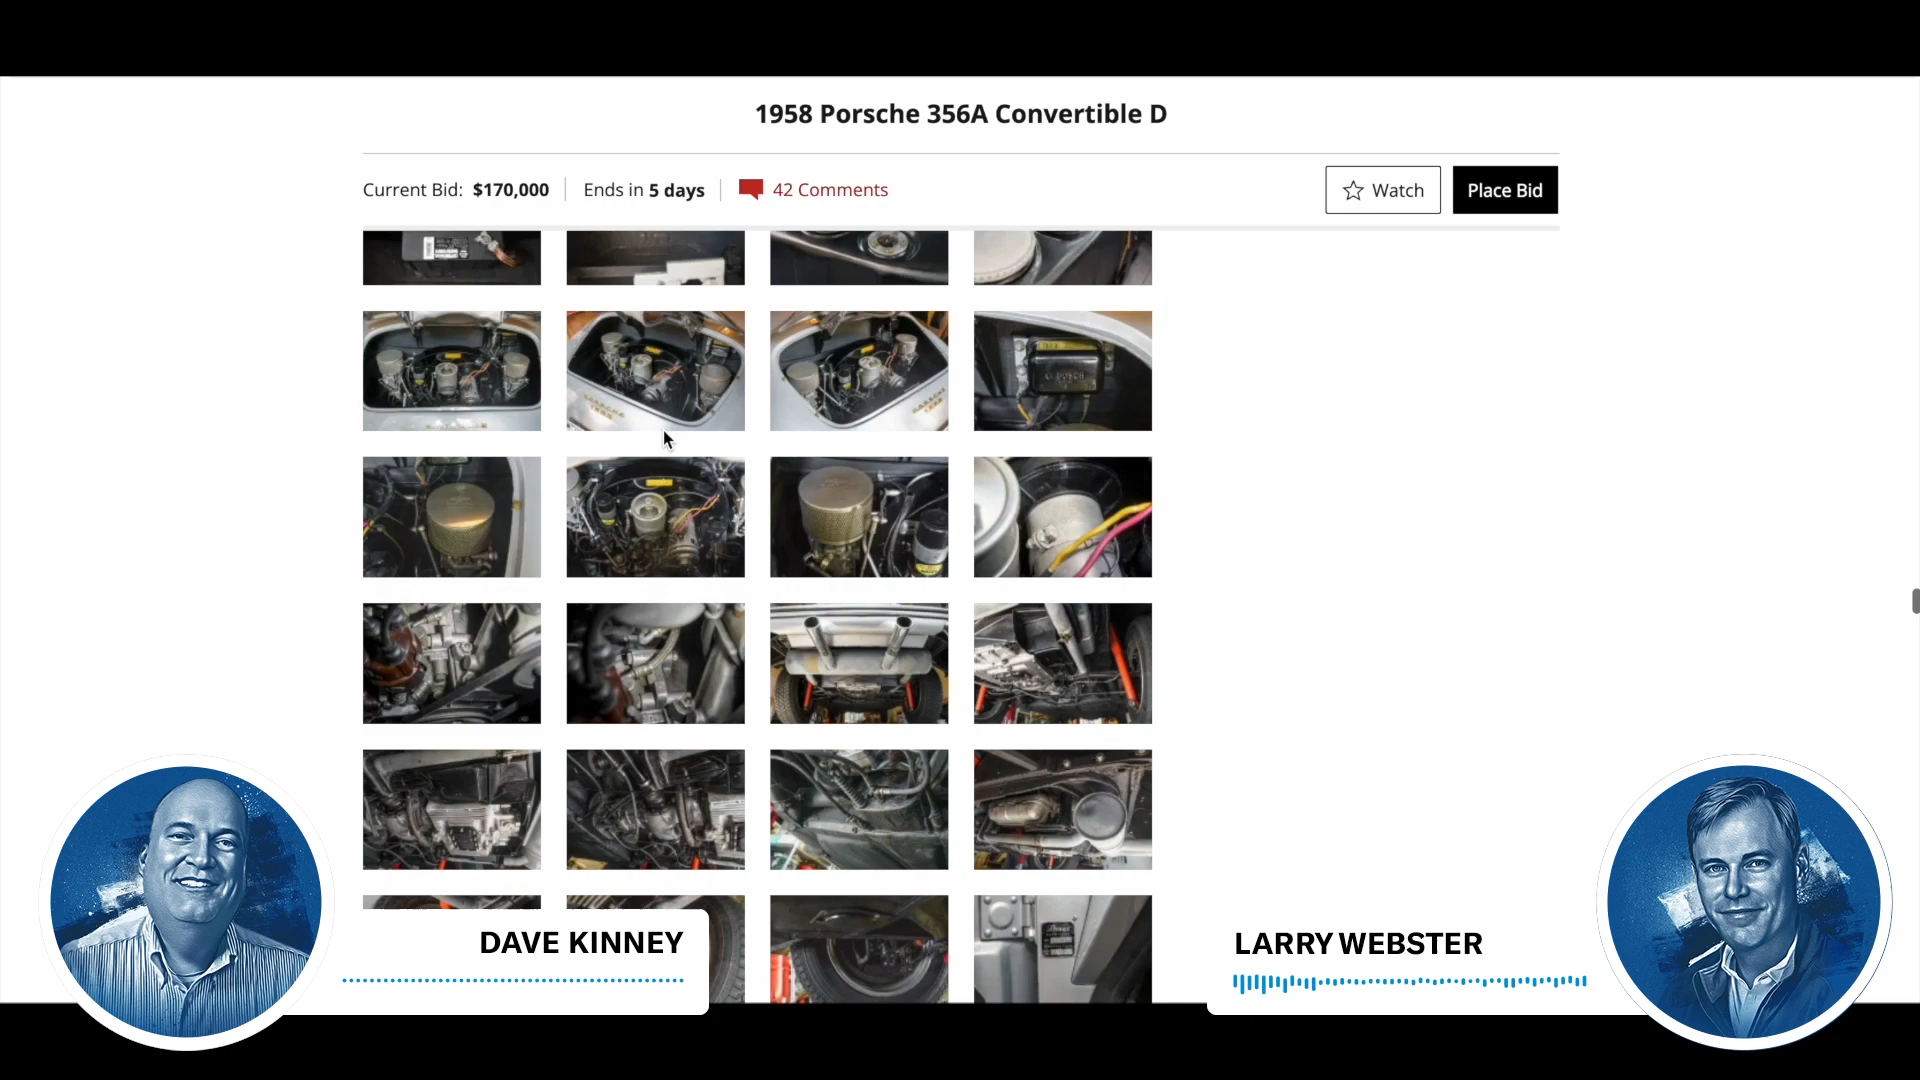 1958 Porsche 356A Convertible D
Current Bid: $170,000
Ends in 5 days
42 Comments
Watch
Place Bid
BOSCH
DAVE KINNEY
LARRY WEBSTER